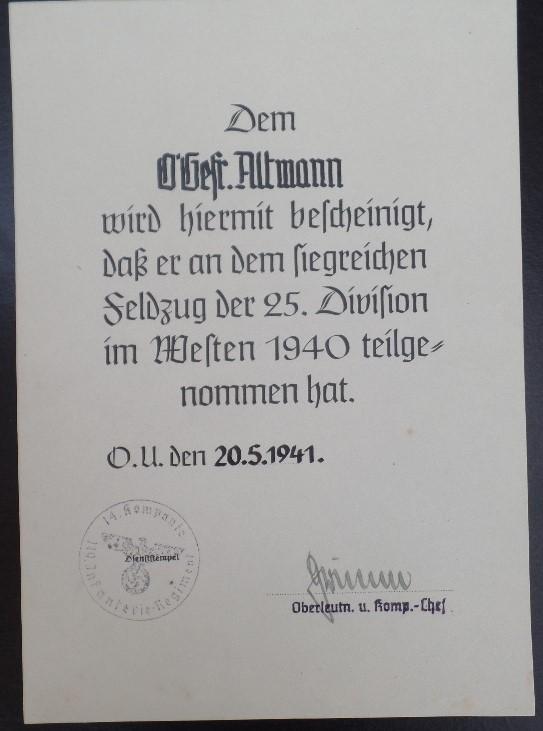 Dem
O'Gefr. Altmann
wird hiermit bescheinigt,
daß er an dem siegreichen
Feldzug der 25. Division
im Westen 1940 teilge=
nommen hat.
O.U. den 20.5.1941.
14. Kompanie
Infanterie-Regiment
Dienststempel
Oberleutn. u. Komp.-Chef